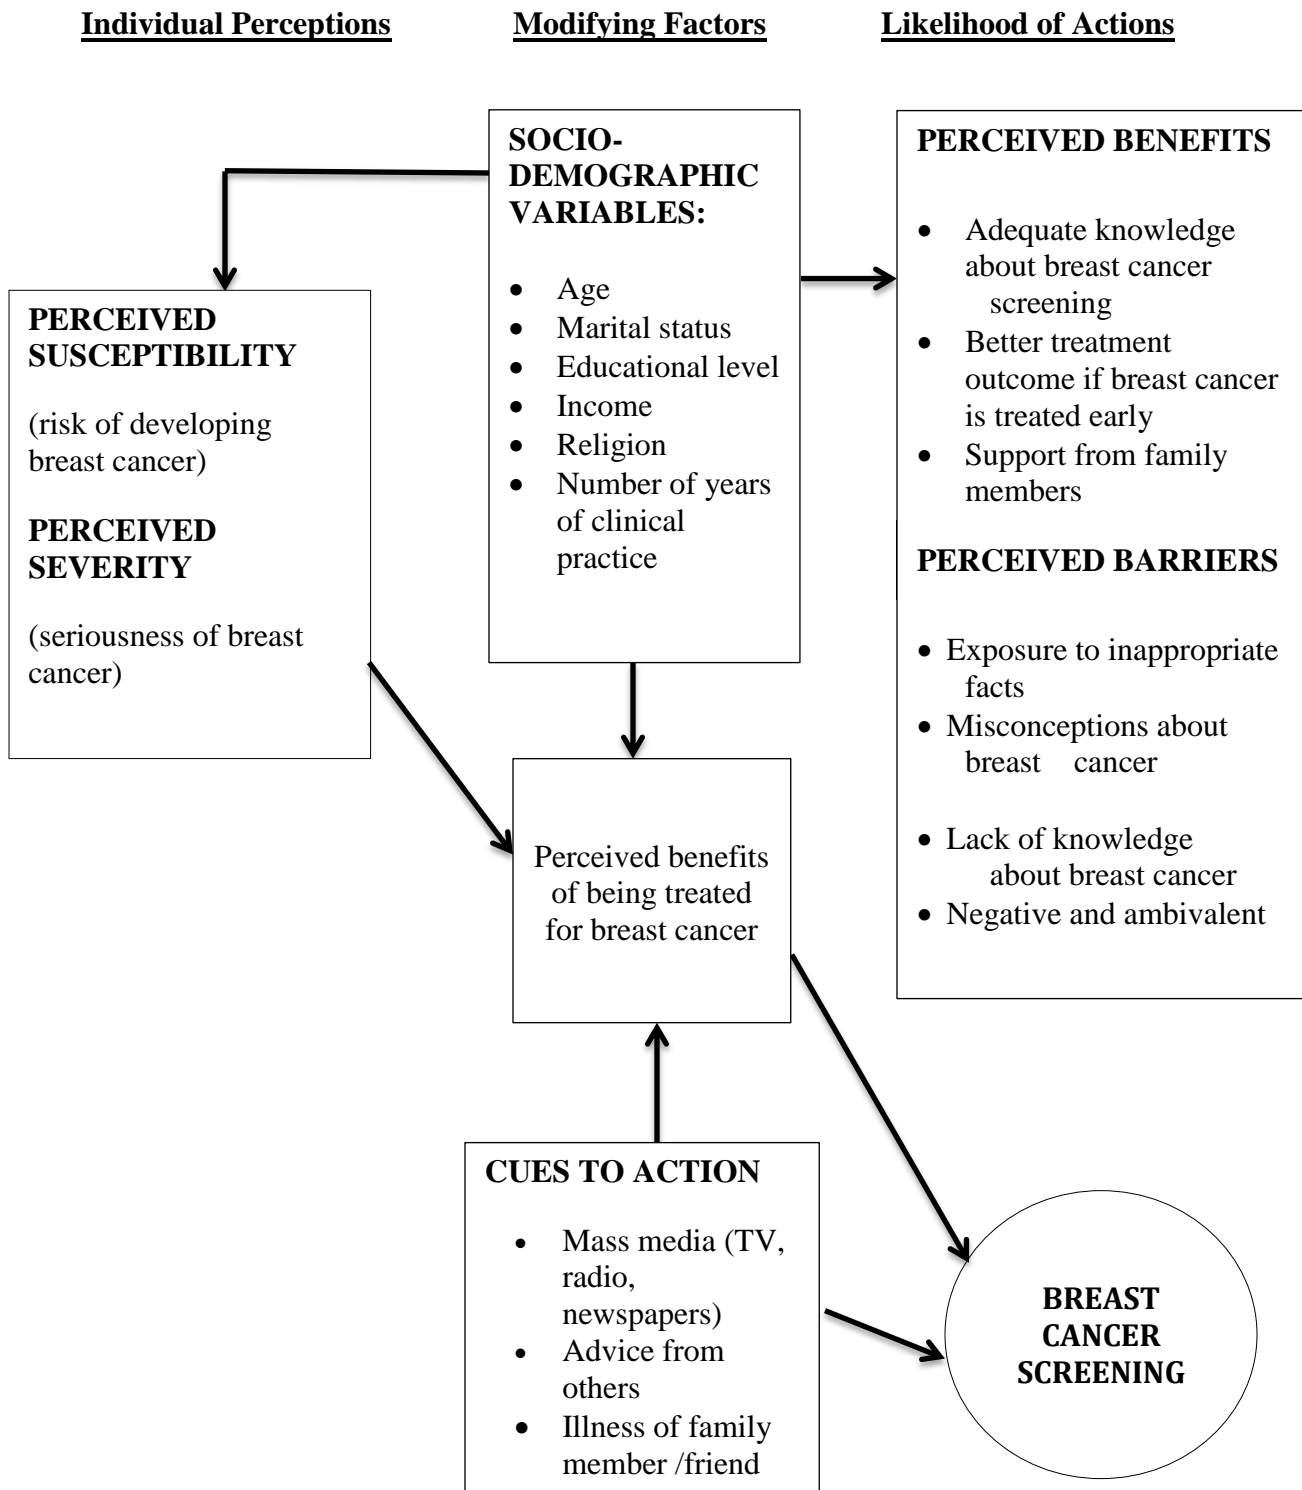 Individual Perceptions
Modifying Factors
Likelihood of Actions
SOCIO-
DEMOGRAPHIC
VARIABLES:
• Age
• Marital status
• Educational level
• Income
• Religion
• Number of years
of clinical
practice
PERCEIVED BENEFITS
• Adequate knowledge
about breast cancer
screening
• Better treatment
outcome if breast cancer
is treated early
• Support from family
members
PERCEIVED BARRIERS
• Exposure to inappropriate
facts
• Misconceptions about
breast cancer
• Lack of knowledge
about breast cancer
• Negative and ambivalent
PERCEIVED
SUSCEPTIBILITY
(risk of developing
breast cancer)
PERCEIVED
SEVERITY
(seriousness of breast
cancer)
Perceived benefits
of being treated
for breast cancer
CUES TO ACTION
• Mass media (TV,
radio,
newspapers)
• Advice from
others
• Illness of family
member /friend
BREAST
CANCER
SCREENING